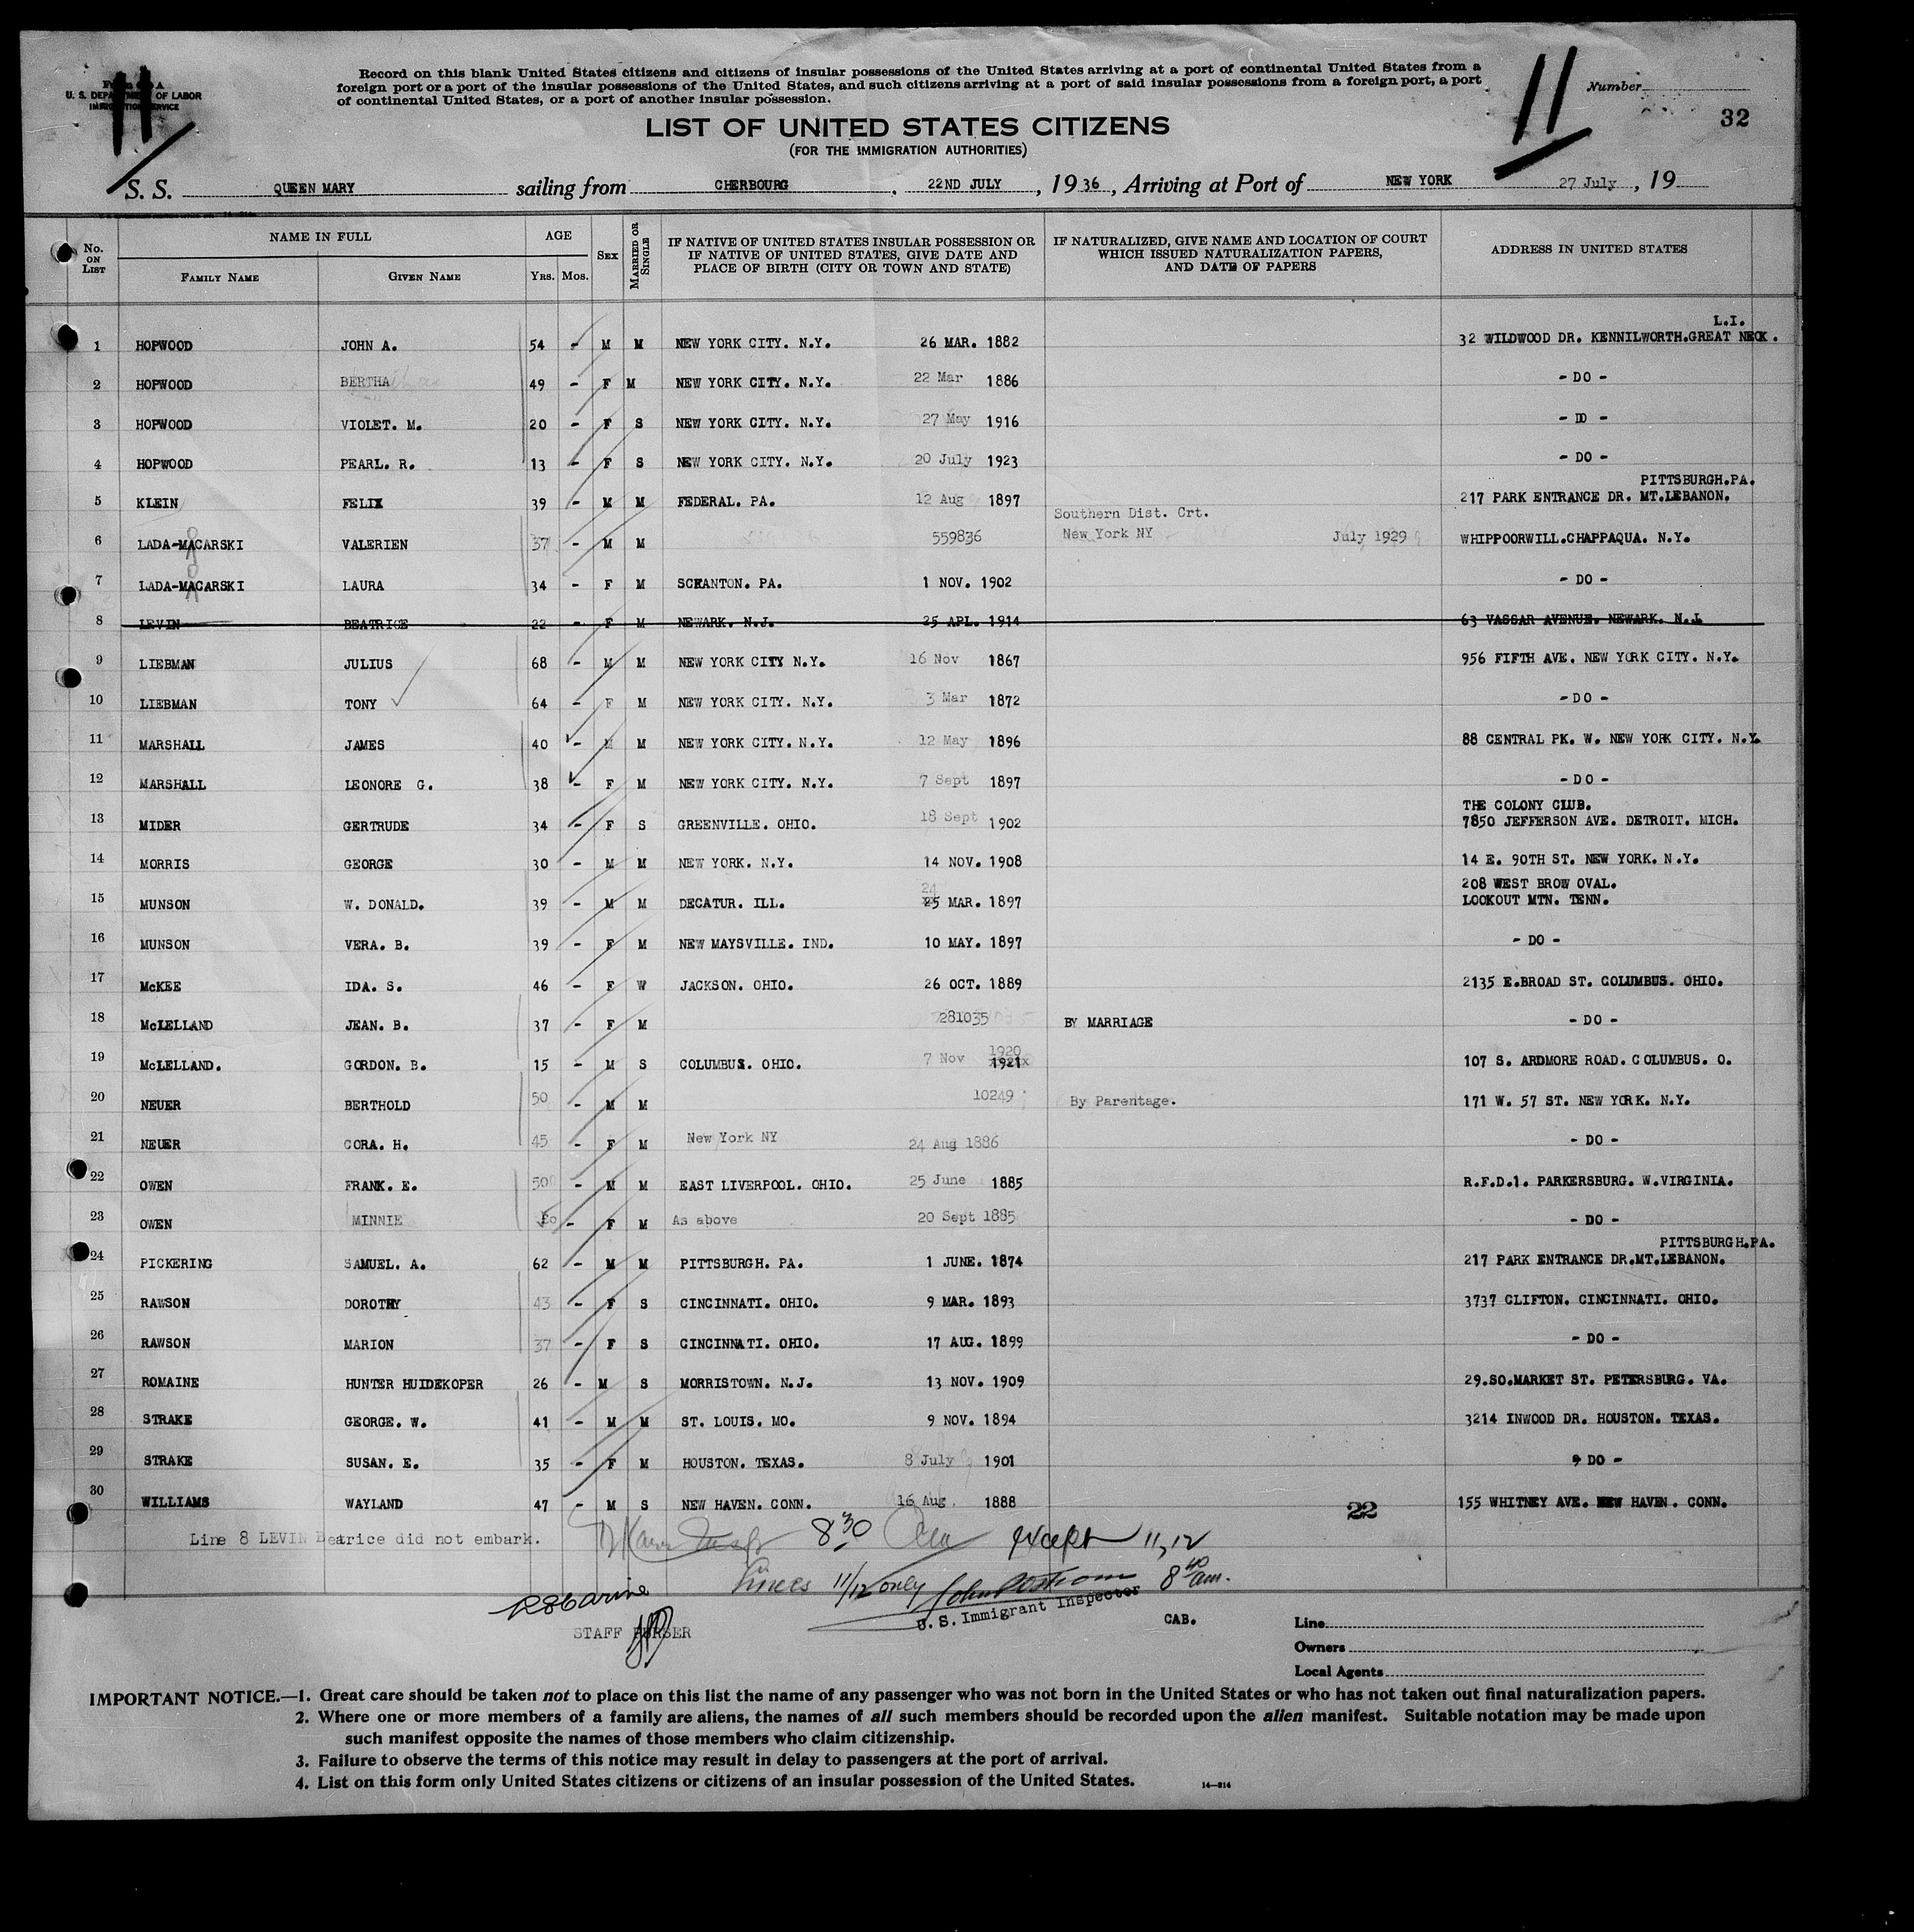 Record on this blank United States citizens and citizens of insular possessions of the United States arriving at a port of continental United States from a
foreign port or a port of the insular possessions of the United States, and such citizens arriving at a port of said insular possessions from a foreign port, a port
of continental United States, or a port of another insular possession.
U. S. DEPARTMENT OF LABOR
IMMIGRATION SERVICE
11
11
Number
32
LIST OF UNITED STATES CITIZENS
(FOR THE IMMIGRATION AUTHORITIES)
S. S. QUEEN MARY sailing from CHERBOURG, 22ND JULY, 1936, Arriving at Port of NEW YORK 27 July, 19
No. ON LIST NAME IN FULL FAMILY NAME GIVEN NAME AGE YRS. MOS. SEX MARRIED OR SINGLE IF NATIVE OF UNITED STATES INSULAR POSSESSION OR IF NATIVE OF UNITED STATES, GIVE DATE AND PLACE OF BIRTH (CITY OR TOWN AND STATE) IF NATURALIZED, GIVE NAME AND LOCATION OF COURT WHICH ISSUED NATURALIZATION PAPERS, AND DATE OF PAPERS ADDRESS IN UNITED STATES
L.I.
1 HOPWOOD JOHN A. 54 - M M NEW YORK CITY. N.Y. 26 MAR. 1882 32 WILDWOOD DR. KENNILWORTH.GREAT NECK.
2 HOPWOOD BERTHA 49 - F M NEW YORK CITY. N.Y. 22 Mar 1886 - DO -
3 HOPWOOD VIOLET. M. 20 - F S NEW YORK CITY. N.Y. 27 May 1916 - DO -
4 HOPWOOD PEARL. R. 13 - F S NEW YORK CITY. N.Y. 20 July 1923 - DO -
PITTSBURGH.PA.
5 KLEIN FELIX 39 - M M FEDERAL. PA. 12 Aug 1897 217 PARK ENTRANCE DR. MT.LEBANON.
Southern Dist. Crt.
6 LADA-MACARSKI VALERIEN 37 - M M 559836 New York NY July 1929 WHIPPOORWILL.CHAPPAQUA. N.Y.
7 LADA-MACARSKI LAURA 34 - F M SCRANTON. PA. 1 NOV. 1902 - DO -
8 LEVIN BEATRICE 22 - F M NEWARK. N.J. 25 APL. 1914 63 VASSAR AVENUE. NEWARK. N.J.
9 LIEBMAN JULIUS 68 - M M NEW YORK CITY N.Y. 16 Nov 1867 956 FIFTH AVE. NEW YORK CITY. N.Y.
10 LIEBMAN TONY 64 - F M NEW YORK CITY. N.Y. 3 Mar 1872 - DO -
11 MARSHALL JAMES 40 - M M NEW YORK CITY. N.Y. 12 May 1896 88 CENTRAL PK. W. NEW YORK CITY. N.Y.
12 MARSHALL LEONORE G. 38 - F M NEW YORK CITY. N.Y. 7 Sept 1897 - DO -
THE COLONY CLUB.
13 MIDER GERTRUDE 34 - F S GREENVILLE. OHIO. 18 Sept 1902 7850 JEFFERSON AVE. DETROIT. MICH.
14 MORRIS GEORGE 30 - M M NEW YORK. N.Y. 14 NOV. 1908 14 E. 90TH ST. NEW YORK. N.Y.
24 208 WEST BROW OVAL.
15 MUNSON W. DONALD. 39 - M M DECATUR. ILL. 25 MAR. 1897 LOOKOUT MTN. TENN.
16 MUNSON VERA. B. 39 - F M NEW MAYSVILLE. IND. 10 MAY. 1897 - DO -
17 McKEE IDA. S. 46 - F W JACKSON. OHIO. 26 OCT. 1889 2135 E.BROAD ST. COLUMBUS. OHIO.
18 McLELLAND JEAN. B. 37 - F M 281035 BY MARRIAGE - DO -
1920
19 McLELLAND. GORDON. B. 15 - M S COLUMBUS. OHIO. 7 Nov 1921 107 S. ARDMORE ROAD. COLUMBUS. O.
20 NEUER BERTHOLD 50 - M M 10249 By Parentage. 171 W. 57 ST. NEW YORK. N.Y.
21 NEUER CORA. H. 45 - F M New York NY 24 Aug 1886 - DO -
22 OWEN FRANK. E. 50 - M M EAST LIVERPOOL. OHIO. 25 June 1885 R.F.D.1. PARKERSBURG. W.VIRGINIA.
23 OWEN MINNIE 50 - F M As above 20 Sept 1885 - DO -
PITTSBURGH.PA.
24 PICKERING SAMUEL. A. 62 - M M PITTSBURGH. PA. 1 JUNE. 1874 217 PARK ENTRANCE DR.MT.LEBANON.
25 RAWSON DOROTHY 43 - F S CINCINNATI. OHIO. 9 MAR. 1893 3737 CLIFTON. CINCINNATI. OHIO.
26 RAWSON MARION 37 - F S CINCINNATI. OHIO. 17 AUG. 1899 - DO -
27 ROMAINE HUNTER HUIDEKOPER 26 - M S MORRISTOWN. N.J. 13 NOV. 1909 29.SO.MARKET ST. PETERSBURG. VA.
28 STRAKE GEORGE. W. 41 - M M ST. LOUIS. MO. 9 NOV. 1894 3214 INWOOD DR. HOUSTON. TEXAS.
29 STRAKE SUSAN. E. 35 - F M HOUSTON. TEXAS. 8 July 1901 - DO -
30 WILLIAMS WAYLAND 47 - M S NEW HAVEN. CONN. 16 Aug. 1888 155 WHITNEY AVE. NEW HAVEN. CONN.
22
Line 8 LEVIN Beatrice did not embark.
8 30 except 11, 12
Lines 11/12 only 8 40 am.
U. S. Immigrant Inspector
STAFF PURSER
CAB.
Line
Owners
Local Agents
IMPORTANT NOTICE.—1. Great care should be taken not to place on this list the name of any passenger who was not born in the United States or who has not taken out final naturalization papers.
2. Where one or more members of a family are aliens, the names of all such members should be recorded upon the alien manifest. Suitable notation may be made upon
such manifest opposite the names of those members who claim citizenship.
3. Failure to observe the terms of this notice may result in delay to passengers at the port of arrival.
4. List on this form only United States citizens or citizens of an insular possession of the United States.
14—214